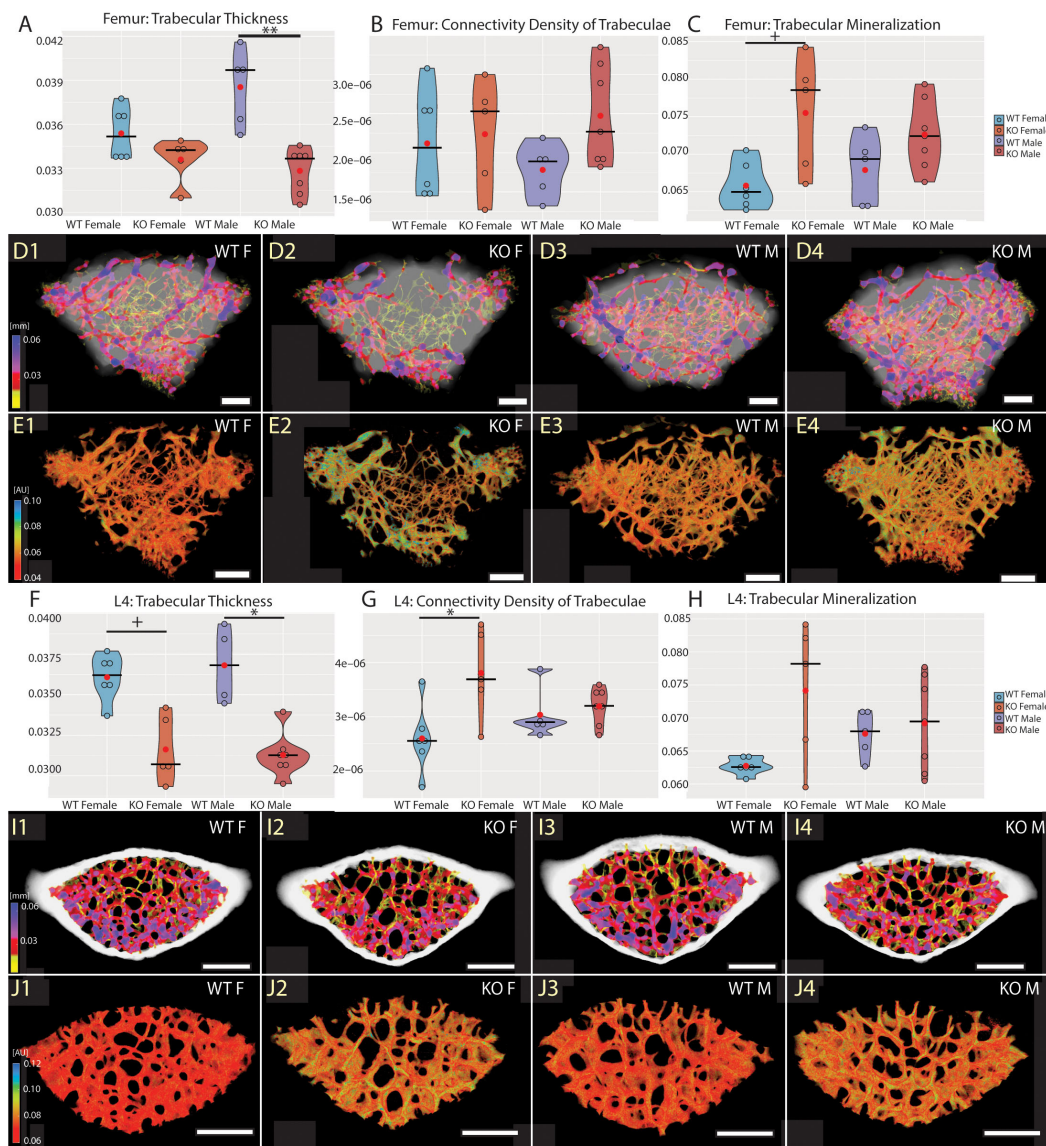 A Femur: Trabecular Thickness
**
0.042
0.039
0.036
0.033
0.030
WT Female KO Female WT Male KO Male
B Femur: Connectivity Density of Trabeculae
3.0e−06
2.5e−06
2.0e−06
1.5e−06
WT Female KO Female WT Male KO Male
C Femur: Trabecular Mineralization
+
0.085
0.080
0.075
0.070
0.065
WT Female KO Female WT Male KO Male
WT Female
KO Female
WT Male
KO Male
D1 WT F
[mm]
0.06
0.03
D2 KO F
D3 WT M
D4 KO M
E1 WT F
[AU]
0.10
0.08
0.06
0.04
E2 KO F
E3 WT M
E4 KO M
F L4: Trabecular Thickness
+ *
0.0400
0.0375
0.0350
0.0325
0.0300
WT Female KO Female WT Male KO Male
G L4: Connectivity Density of Trabeculae
*
4e−06
3e−06
2e−06
WT Female KO Female WT Male KO Male
H L4: Trabecular Mineralization
0.085
0.080
0.075
0.070
0.065
0.060
WT Female KO Female WT Male KO Male
WT Female
KO Female
WT Male
KO Male
I1 WT F
[mm]
0.06
0.03
I2 KO F
I3 WT M
I4 KO M
J1 WT F
[AU]
0.12
0.10
0.08
0.06
J2 KO F
J3 WT M
J4 KO M